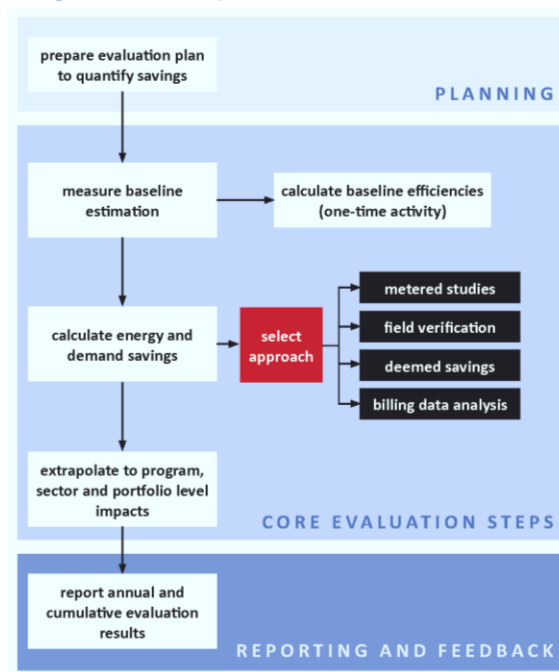 prepare evaluation plan
to quantify savings
PLANNING
measure baseline
estimation
calculate baseline efficiencies
(one-time activity)
calculate energy and
demand savings
select
approach
metered studies
field verification
deemed savings
billing data analysis
extrapolate to program,
sector and portfolio level
impacts
CORE EVALUATION STEPS
report annual and
cumulative evaluation
results
REPORTING AND FEEDBACK